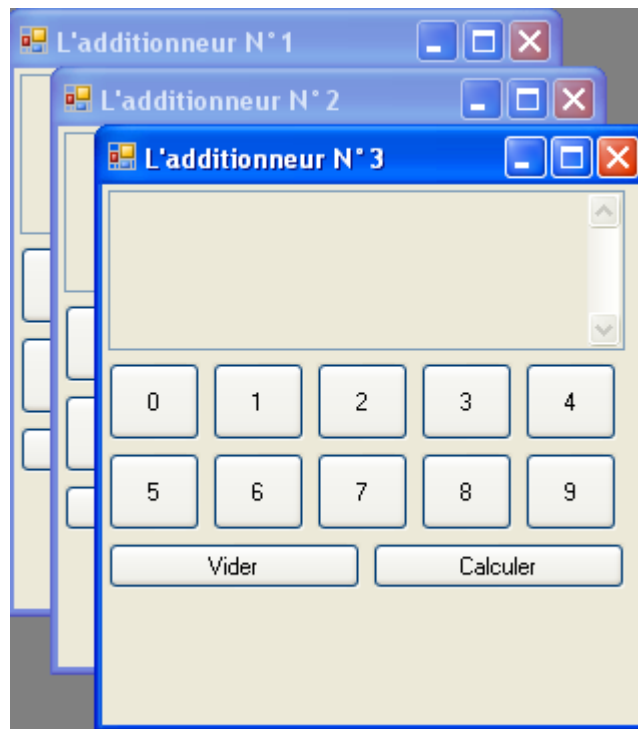 L'additionneur N°1
L'additionneur N°2
L'additionneur N°3
0 1 2 3 4
5 6 7 8 9
Vider Calculer